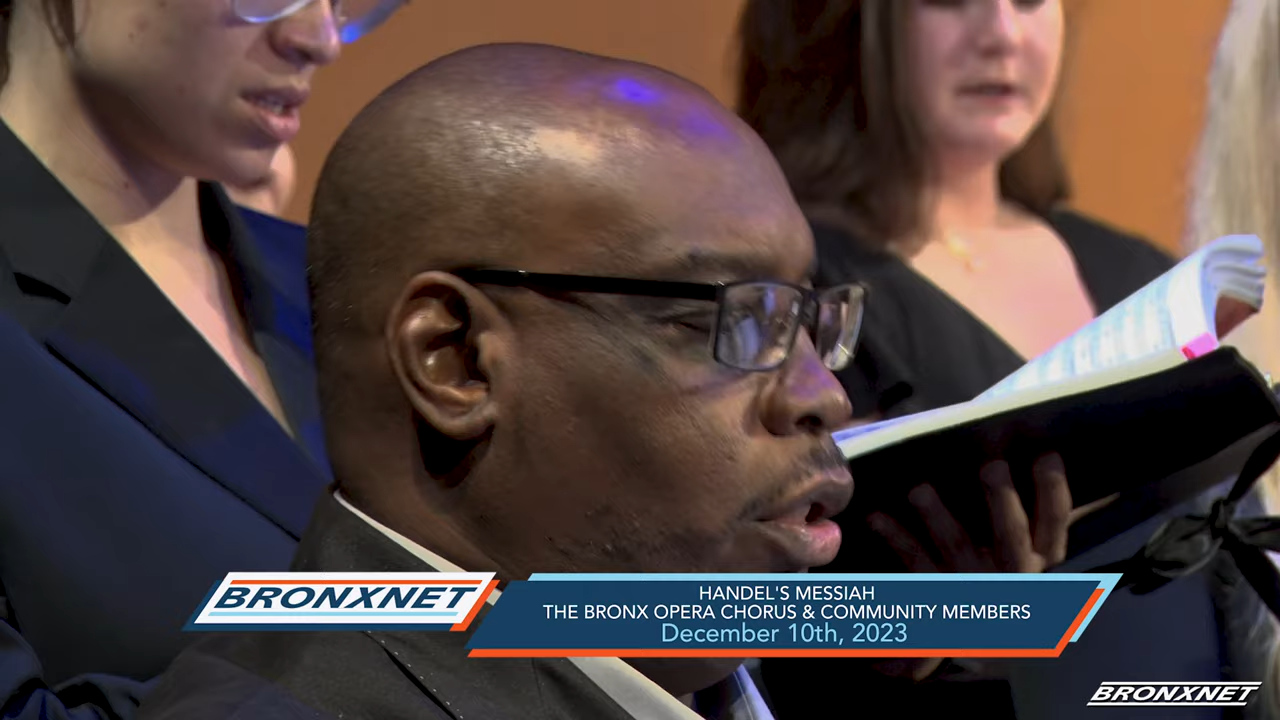 BRONXNET
HANDEL'S MESSIAH
THE BRONX OPERA CHORUS & COMMUNITY MEMBERS
December 10th, 2023
BRONXNET